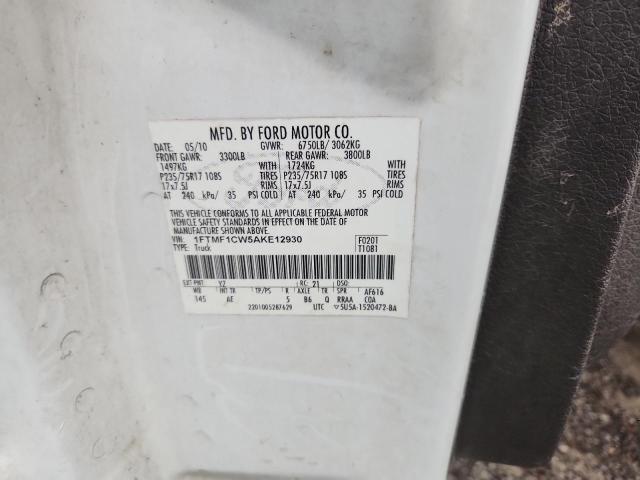 MFD. BY FORD MOTOR CO.
DATE: 05/10 GVWR: 6750LB/ 3062KG
FRONT GAWR: 3300LB REAR GAWR: 3800LB
1497KG WITH 1724KG WITH
P235/75R17 108S TIRES P235/75R17 108S TIRES
17x7.5J RIMS 17x7.5J RIMS
AT 240 kPa/ 35 PSI COLD AT 240 kPa/ 35 PSI COLD
THIS VEHICLE CONFORMS TO ALL APPLICABLE FEDERAL MOTOR
VEHICLE SAFETY STANDARDS IN EFFECT ON THE DATE OF
MANUFACTURE SHOWN ABOVE.
VIN: 1FTMF1CW5AKE12930 F0201
TYPE: Truck T1081
EXT PNT: YZ RC: 21 DSO:
WB INT TR TP/PS R AXLE TR SPR AF616
145 AE 5 B6 Q RRAA COA
2201005287629 UTC 5U5A-1520472-BA